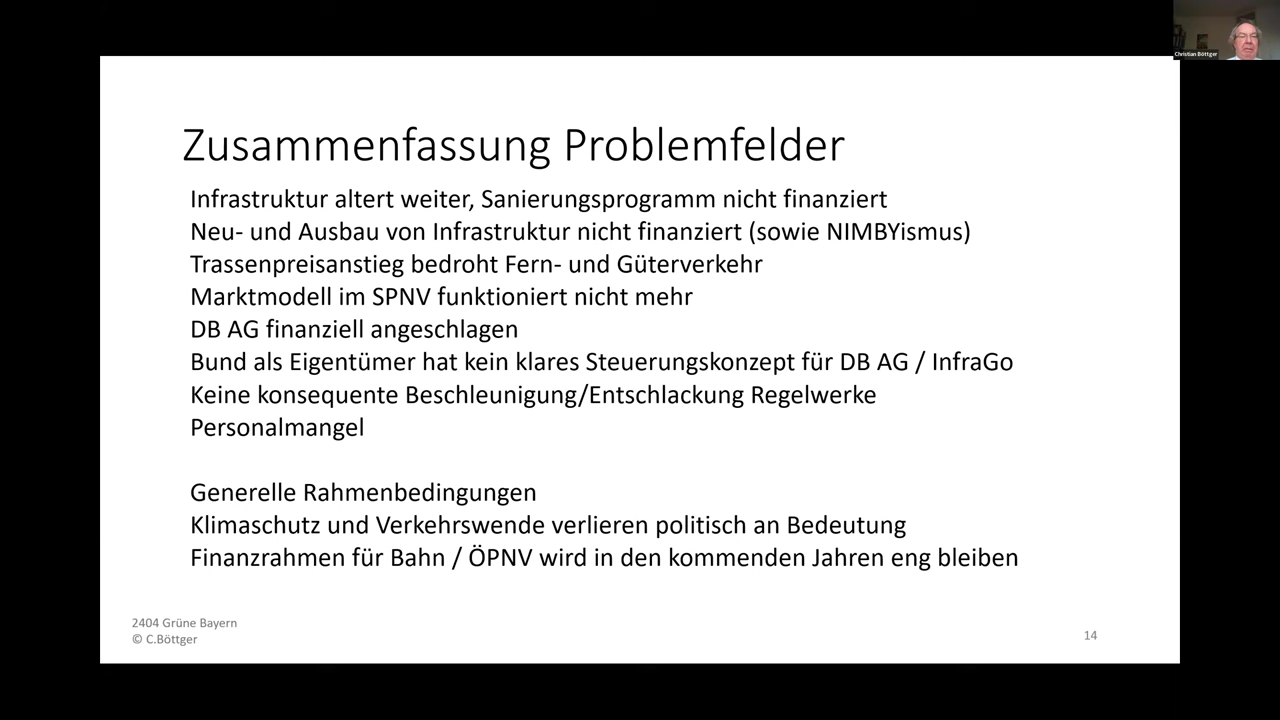 Christian Böttger
Zusammenfassung Problemfelder
Infrastruktur altert weiter, Sanierungsprogramm nicht finanziert
Neu- und Ausbau von Infrastruktur nicht finanziert (sowie NIMBYismus)
Trassenpreisanstieg bedroht Fern- und Güterverkehr
Marktmodell im SPNV funktioniert nicht mehr
DB AG finanziell angeschlagen
Bund als Eigentümer hat kein klares Steuerungskonzept für DB AG / InfraGo
Keine konsequente Beschleunigung/Entschlackung Regelwerke
Personalmangel
Generelle Rahmenbedingungen
Klimaschutz und Verkehrswende verlieren politisch an Bedeutung
Finanzrahmen für Bahn / ÖPNV wird in den kommenden Jahren eng bleiben
2404 Grüne Bayern
© C.Böttger
14